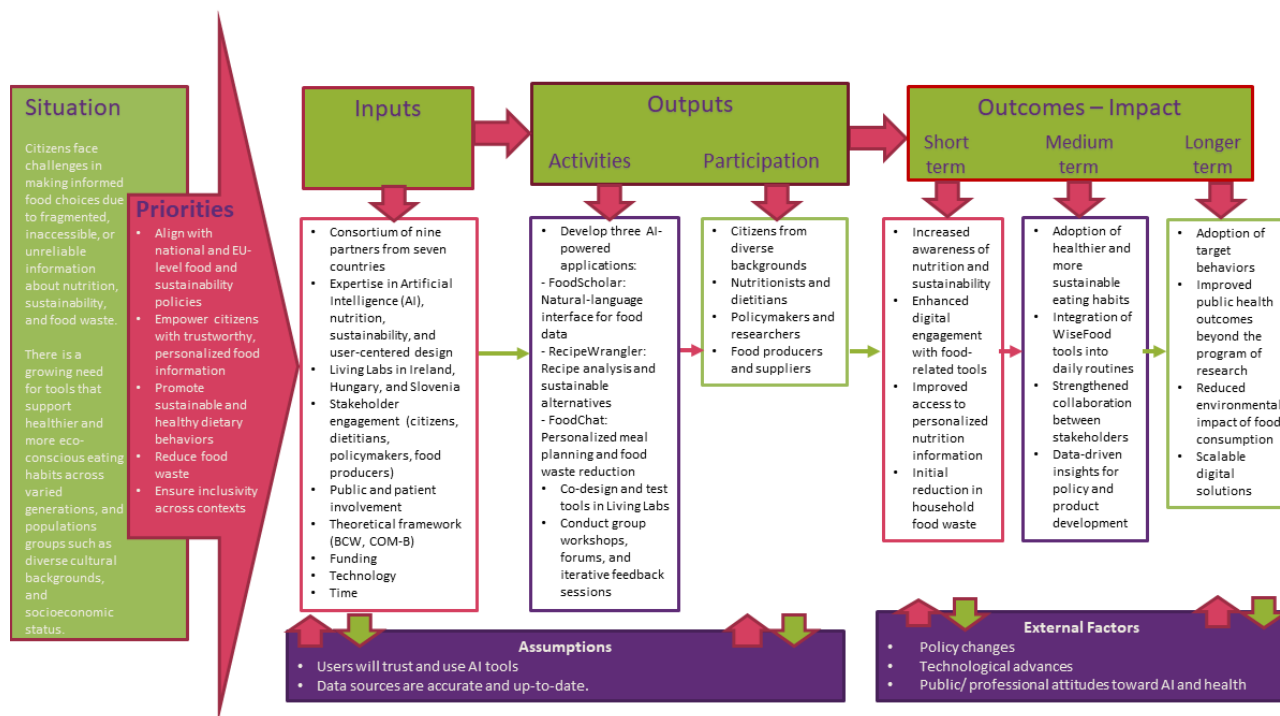 Situation
Citizens face
challenges in
making informed
food choices due
to fragmented,
inaccessible, or
unreliable
information
about nutrition,
sustainability,
and food waste.
There is a
growing need
for tools that
support
healthier and
more eco-
conscious eating
habits across
varied
generations, and
populations
groups such as
diverse cultural
backgrounds,
and
socioeconomic
status.
Priorities
• Align with
national and EU-
level food and
sustainability
policies
• Empower citizens
with trustworthy,
personalized food
information
• Promote
sustainable and
healthy dietary
behaviors
• Reduce food
waste
• Ensure inclusivity
across contexts
Inputs
• Consortium of nine
partners from seven
countries
• Expertise in Artificial
Intelligence (AI),
nutrition,
sustainability, and
user-centered design
• Living Labs in Ireland,
Hungary, and Slovenia
• Stakeholder
engagement (citizens,
dietitians,
policymakers, food
producers)
• Public and patient
involvement
• Theoretical framework
(BCW, COM-B)
• Funding
• Technology
• Time
Outputs
Activities
• Develop three AI-
powered
applications:
- FoodScholar:
Natural-language
interface for food
data
- RecipeWrangler:
Recipe analysis and
sustainable
alternatives
- FoodChat:
Personalized meal
planning and food
waste reduction
• Co-design and test
tools in Living Labs
• Conduct group
workshops,
forums, and
iterative feedback
sessions
Participation
• Citizens from
diverse
backgrounds
• Nutritionists and
dietitians
• Policymakers and
researchers
• Food producers
and suppliers
Outcomes – Impact
Short
term
• Increased
awareness of
nutrition and
sustainability
• Enhanced
digital
engagement
with food-
related tools
• Improved
access to
personalized
nutrition
information
• Initial
reduction in
household
food waste
Medium
term
• Adoption of
healthier and
more
sustainable
eating habits
• Integration of
WiseFood
tools into
daily routines
• Strengthened
collaboration
between
stakeholders
• Data-driven
insights for
policy and
product
development
Longer
term
• Adoption of
target
behaviors
• Improved
public health
outcomes
beyond the
program of
research
• Reduced
environmental
impact of food
consumption
• Scalable
digital
solutions
Assumptions
• Users will trust and use AI tools
• Data sources are accurate and up-to-date.
External Factors
• Policy changes
• Technological advances
• Public/ professional attitudes toward AI and health